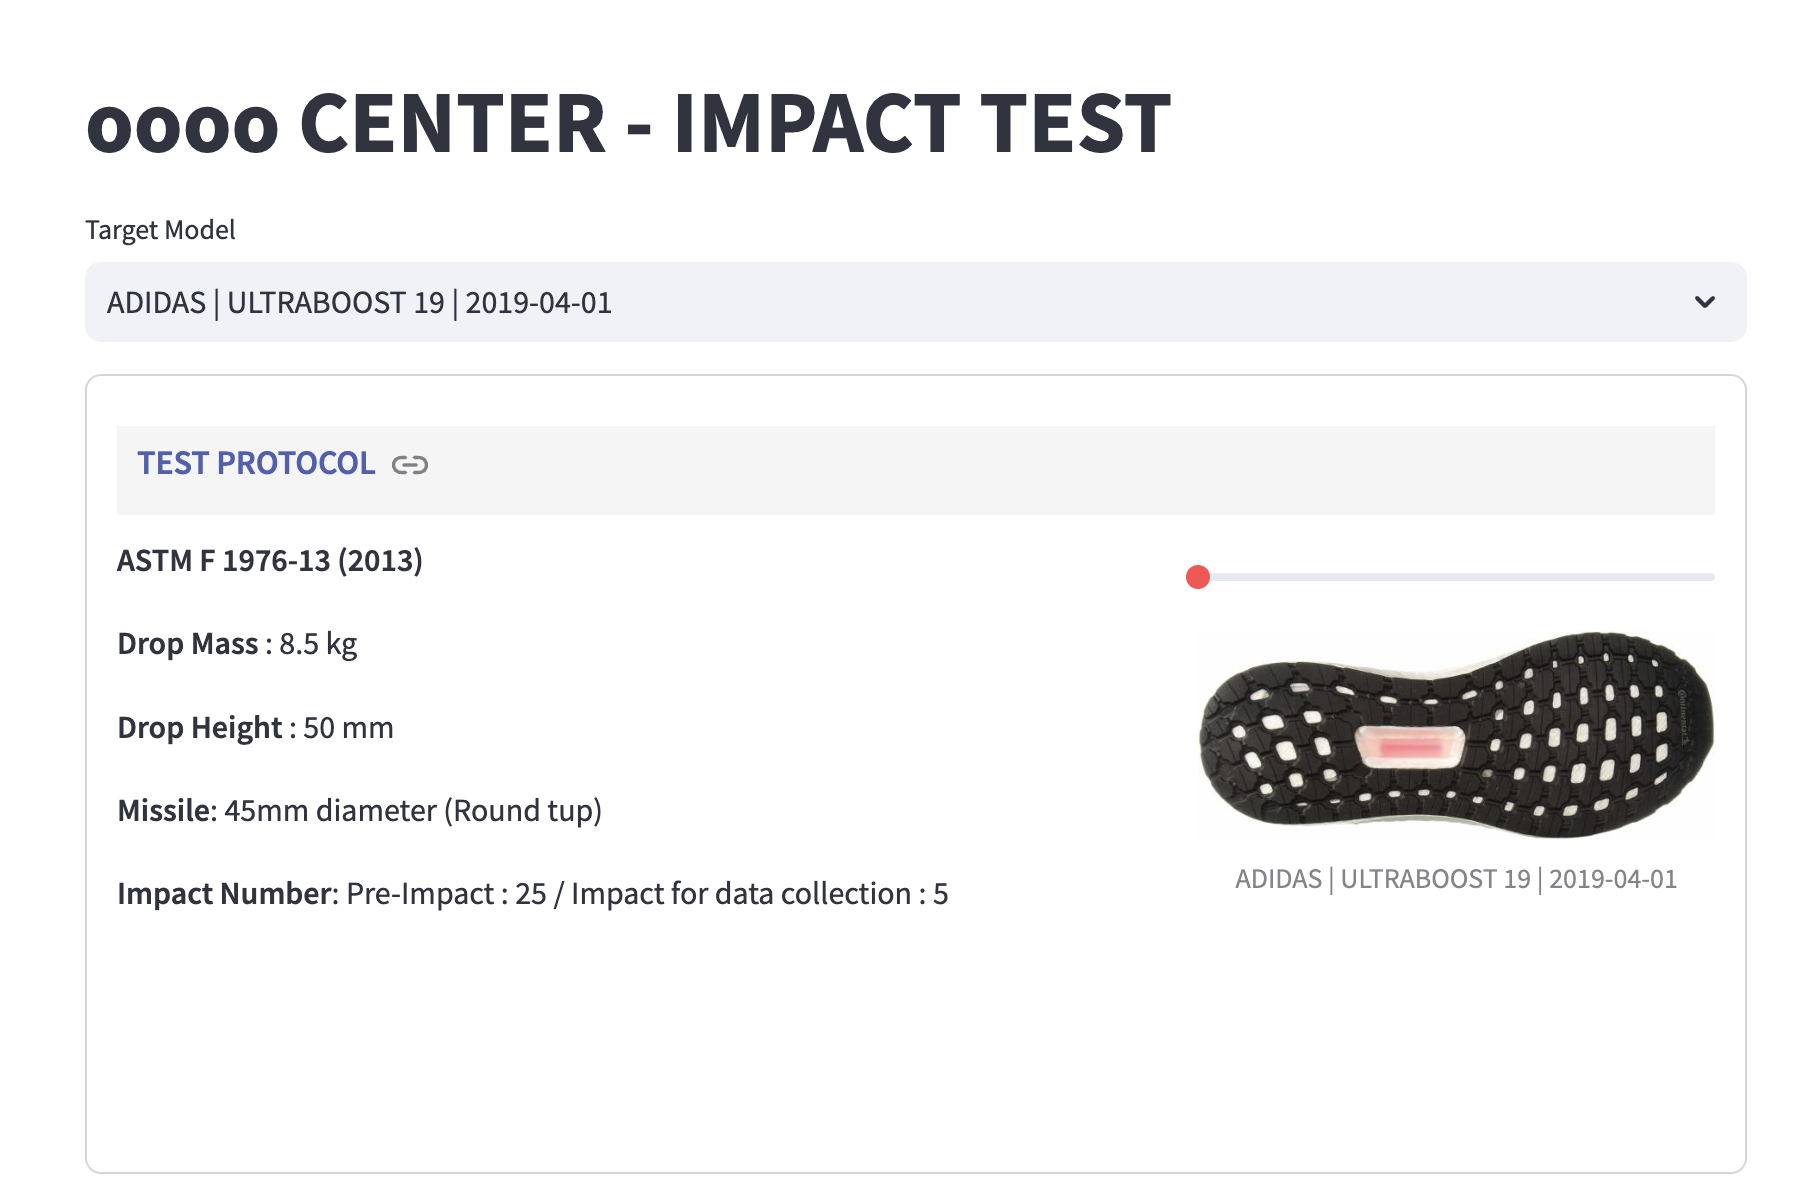 oooo CENTER - IMPACT TEST
Target Model
ADIDAS | ULTRABOOST 19 | 2019-04-01
TEST PROTOCOL
ASTM F 1976-13 (2013)
Drop Mass : 8.5 kg
Drop Height : 50 mm
Missile: 45mm diameter (Round tup)
Impact Number: Pre-Impact : 25 / Impact for data collection : 5
ADIDAS | ULTRABOOST 19 | 2019-04-01